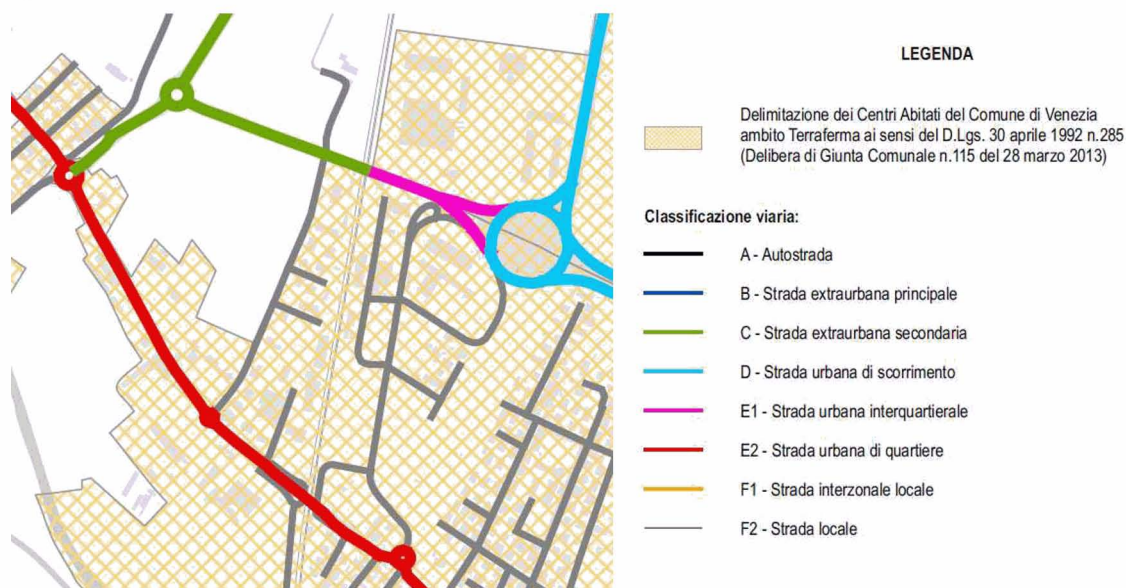 LEGENDA
Delimitazione dei Centri Abitati del Comune di Venezia
ambito Terraferma ai sensi del D.Lgs. 30 aprile 1992 n.285
(Delibera di Giunta Comunale n.115 del 28 marzo 2013)
Classificazione viaria:
A - Autostrada
B - Strada extraurbana principale
C - Strada extraurbana secondaria
D - Strada urbana di scorrimento
E1 - Strada urbana interquartierale
E2 - Strada urbana di quartiere
F1 - Strada interzonale locale
F2 - Strada locale